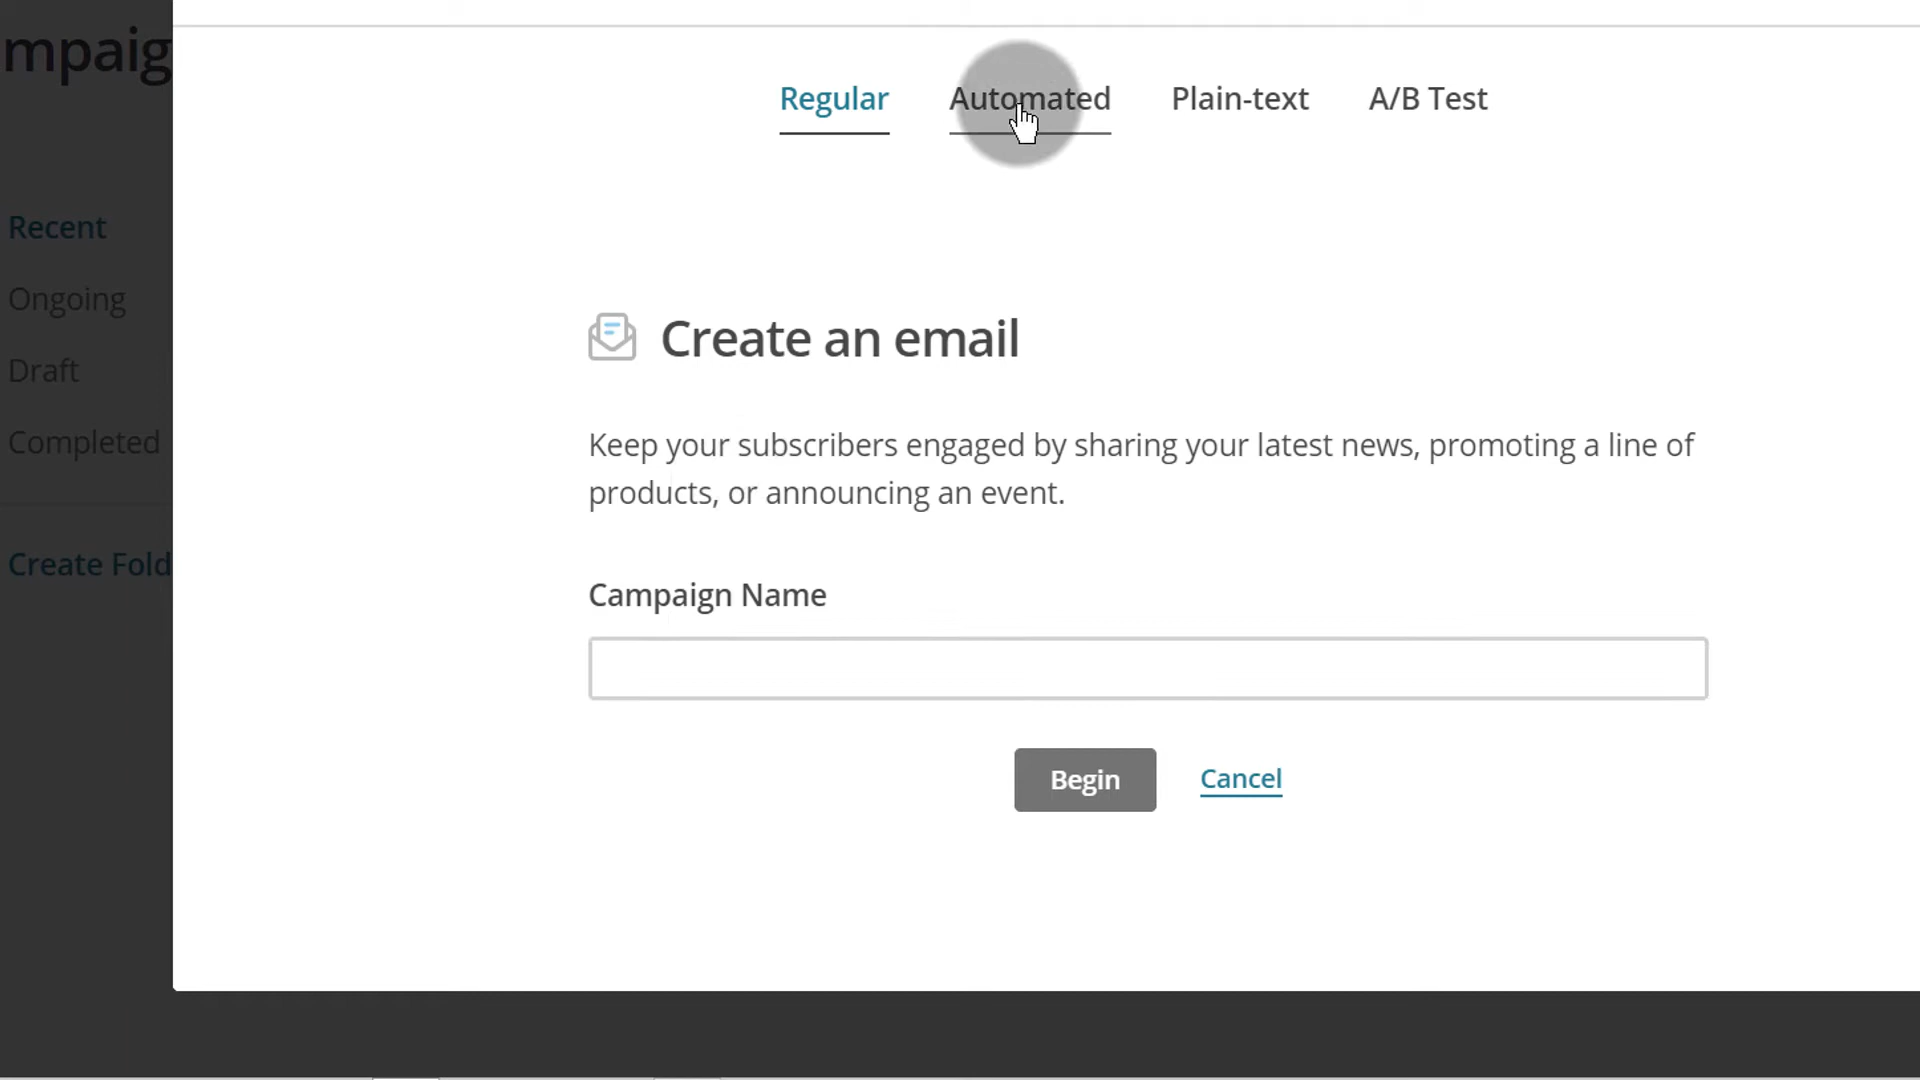 mpaig
Regular Automated Plain-text A/B Test
Recent
Ongoing
Draft
Completed
Create Fold
Create an email
Keep your subscribers engaged by sharing your latest news, promoting a line of
products, or announcing an event.
Campaign Name
Begin Cancel